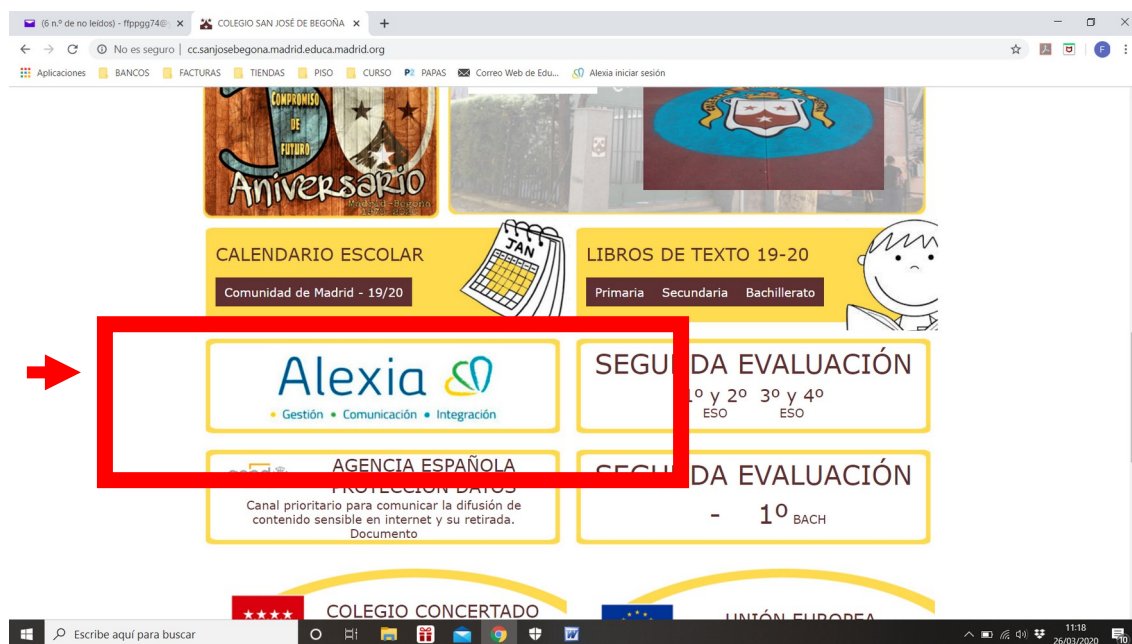 (6 n.º de no leídos) - ffppgg74@
COLEGIO SAN JOSÉ DE BEGOÑA
No es seguro | cc.sanjosebegona.madrid.educa.madrid.org
F
Aplicaciones BANCOS FACTURAS TIENDAS PISO CURSO PAPAS Correo Web de Edu... Alexia iniciar sesión
COMPROMISO
DE
FUTURO
Aniversario
Madrid-Begoña
CALENDARIO ESCOLAR
JAN
Comunidad de Madrid - 19/20
LIBROS DE TEXTO 19-20
Primaria Secundaria Bachillerato
Alexia
• Gestión • Comunicación • Integración
SEGUNDA EVALUACIÓN
1º y 2º 3º y 4º
ESO ESO
AGENCIA ESPAÑOLA
PROTECCIÓN DATOS
Canal prioritario para comunicar la difusión de
contenido sensible en internet y su retirada.
Documento
SEGUNDA EVALUACIÓN
- 1º BACH
COLEGIO CONCERTADO
UNIÓN EUROPEA
Escribe aquí para buscar
11:18
26/03/2020
10